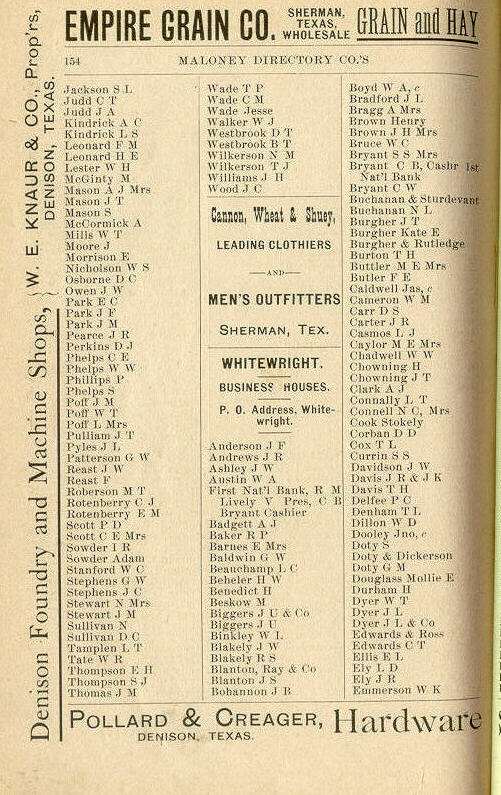 EMPIRE GRAIN CO. SHERMAN, TEXAS, WHOLESALE GRAIN and HAY
154 MALONEY DIRECTORY CO.'S
Jackson S L
Judd C T
Judd J A
Kindrick A C
Kindrick L S
Leonard F M
Leonard H E
Lester W H
McGinty M
Mason A J Mrs
Mason J T
Mason S
McCormick A
Mills W T
Moore J
Morrison E
Nicholson W S
Osborne D C
Owen J W
Park E C
Park J F
Park J M
Pearce J R
Perkins D J
Phelps C E
Phelps W W
Phillips P
Phelps S
Poff J M
Poff W T
Poff L Mrs
Pulliam J T
Pyles J L
Patterson G W
Reast J W
Reast F
Roberson M T
Rotenberry C J
Rotenberry E M
Scott P D
Scott C E Mrs
Sowder I R
Sowder Adam
Stanford W C
Stephens G W
Stephens J C
Stewart N Mrs
Stewart J M
Sullivan N
Sullivan D C
Tamplen L T
Tate W R
Thompson E H
Thompson S J
Thomas J M
Wade T P
Wade C M
Wade Jesse
Walker W J
Westbrook D T
Westbrook B T
Wilkerson N M
Wilkerson T J
Williams J H
Wood J C
Cannon, Wheat & Shuey,
LEADING CLOTHIERS
—AND—
MEN'S OUTFITTERS
SHERMAN, TEX.
WHITEWRIGHT.
BUSINESS HOUSES.
P. O. Address, White-
wright.
Anderson J F
Andrews J R
Ashley J W
Austin W A
First Nat'l Bank, R M
Lively V Pres, C B
Bryant Cashier
Badgett A J
Baker R P
Barnes E Mrs
Baldwin G W
Beauchamp L C
Beheler H W
Benedict H
Beskow M
Biggers J U & Co
Biggers J U
Binkley W L
Blakely J W
Blakely R S
Blanton, Ray & Co
Blanton J S
Bohannon J B
Boyd W A, c
Bradford J L
Bragg A Mrs
Brown Henry
Brown J H Mrs
Bruce W C
Bryant S S Mrs
Bryant C B, Cashr 1st
Nat'l Bank
Bryant C W
Buchanan & Sturdevant
Buchanan N L
Burgher J T
Burgher Kate E
Burgher & Rutledge
Burton T H
Buttler M E Mrs
Butler F E
Caldwell Jas, c
Cameron W M
Carr D S
Carter J R
Casmos L J
Caylor M E Mrs
Chadwell W W
Chowning H
Chowning J T
Clark A J
Connally L T
Connell N C, Mrs
Cook Stokely
Corban D D
Cox T L
Currin S S
Davidson J W
Davis J R & J K
Davis T H
Delfee P C
Denham T L
Dillon W D
Dooley Jno, c
Doty S
Doty & Dickerson
Doty G M
Douglass Mollie E
Durham H
Dyer W T
Dyer J L
Dyer J L & Co
Edwards & Ross
Edwards C T
Ellis E L
Ely L D
Ely J R
Emmerson W K
Denison Foundry and Machine Shops, } W. E. KNAUR & CO., Prop'rs,
DENISON, TEXAS.
POLLARD & CREAGER, Hardware
DENISON, TEXAS.